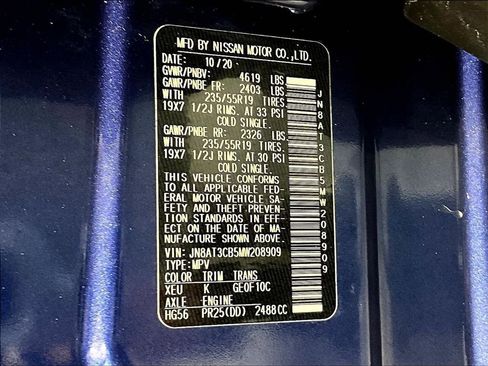 MFD BY NISSAN MOTOR CO.,LTD.
DATE: 10/20
GVWR/PNBV: 4619 LBS
GAWR/PNBE FR: 2403 LBS
WITH 235/55R19 TIRES
19X7 1/2J RIMS. AT 33 PSI
COLD SINGLE.
GAWR/PNBE RR: 2326 LBS
WITH 235/55R19 TIRES
19X7 1/2J RIMS. AT 30 PSI
COLD SINGLE.
THIS VEHICLE CONFORMS
TO ALL APPLICABLE FED-
ERAL MOTOR VEHICLE SA-
FETY AND THEFT PREVEN-
TION STANDARDS IN EFF-
ECT ON THE DATE OF MA-
NUFACTURE SHOWN ABOVE.
VIN: JN8AT3CB5MW208909
TYPE: MPV
COLOR TRIM TRANS
XEU K GE0F10C
AXLE ENGINE
HG56 PR25(DD) 2488CC
JN8AT3CB5MW208909